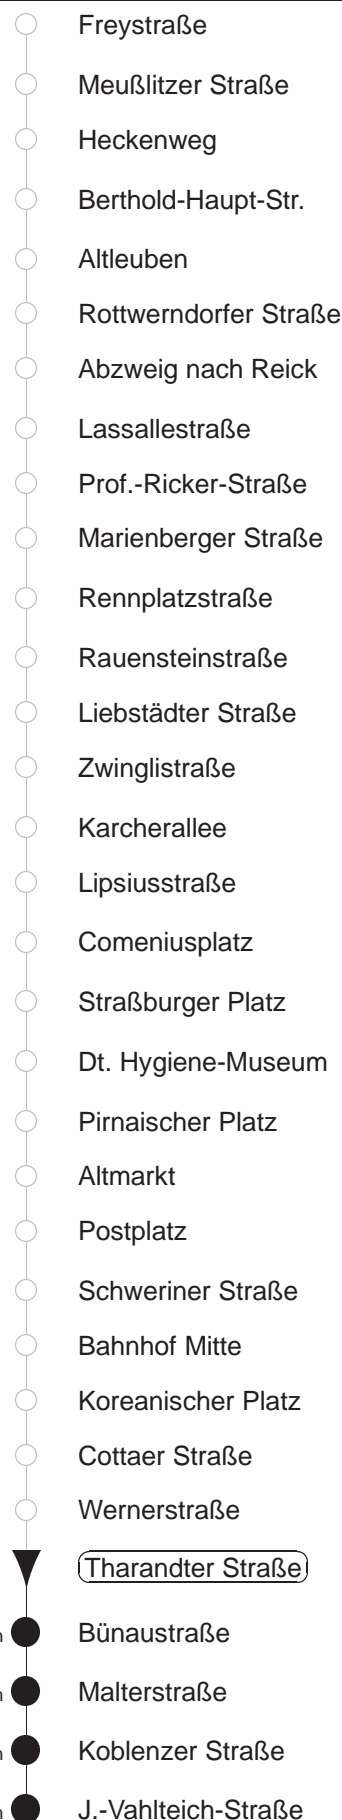 Freystraße
Meußlitzer Straße
Heckenweg
Berthold-Haupt-Str.
Altleuben
Rottwerndorfer Straße
Abzweig nach Reick
Lassallestraße
Prof.-Ricker-Straße
Marienberger Straße
Rennplatzstraße
Rauensteinstraße
Liebstädter Straße
Zwinglistraße
Karcherallee
Lipsiusstraße
Comeniusplatz
Straßburger Platz
Dt. Hygiene-Museum
Pirnaischer Platz
Altmarkt
Postplatz
Schweriner Straße
Bahnhof Mitte
Koreanischer Platz
Cottaer Straße
Wernerstraße
Tharandter Straße
Bünaustraße
Malterstraße
Koblenzer Straße
J.-Vahlteich-Straße